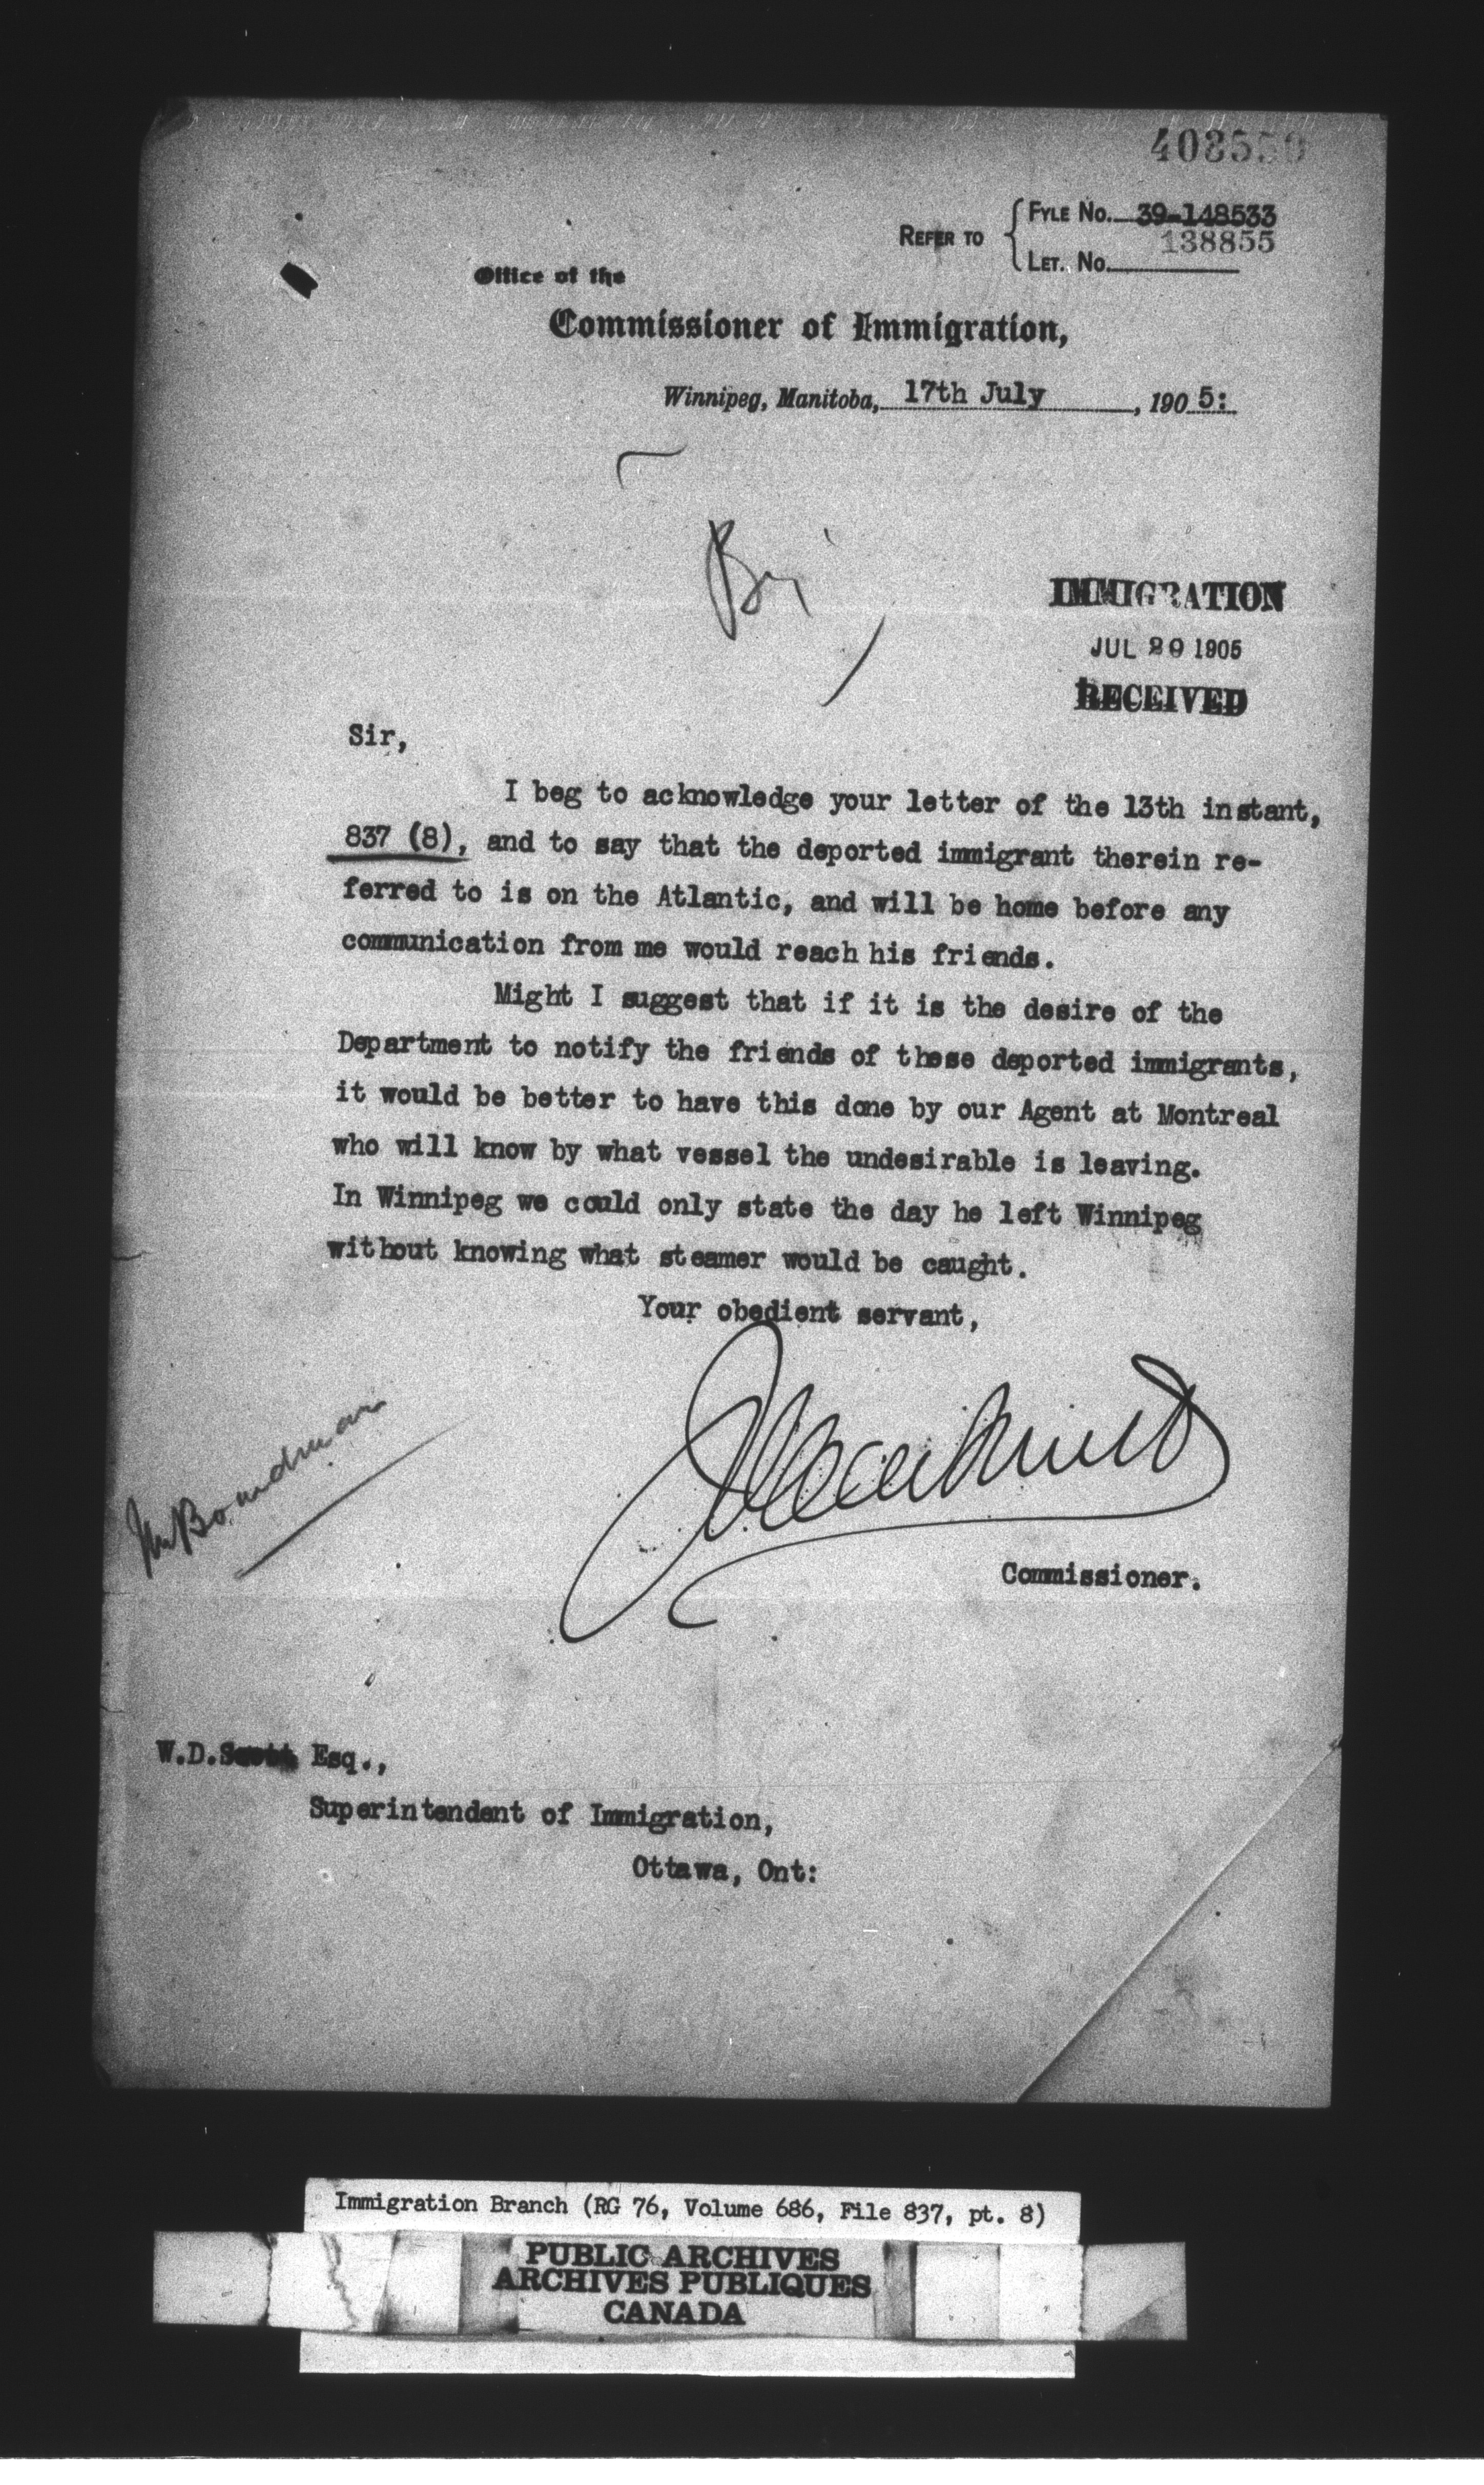 REFER TO
FYLE No. 39-148533
138855
LET. No.
Office of the
Commissioner of Immigration,
Winnipeg, Manitoba, 17th July, 1905:
IMMIGRATION
JUL 20 1905
RECEIVED
Sir,
I beg to acknowledge your letter of the 13th instant,
837 (8), and to say that the deported immigrant therein re-
ferred to is on the Atlantic, and will be home before any
communication from me would reach his friends.
Might I suggest that if it is the desire of the
Department to notify the friends of these deported immigrants,
it would be better to have this done by our Agent at Montreal
who will know by what vessel the undesirable is leaving.
In Winnipeg we could only state the day he left Winnipeg
without knowing what steamer would be caught.
Your obedient servant,
Commissioner.
W.D.Scott Esq.,
Superintendent of Immigration,
Ottawa, Ont:
Immigration Branch (RG 76, Volume 686, File 837, pt. 8)
PUBLIC ARCHIVES
ARCHIVES PUBLIQUES
CANADA